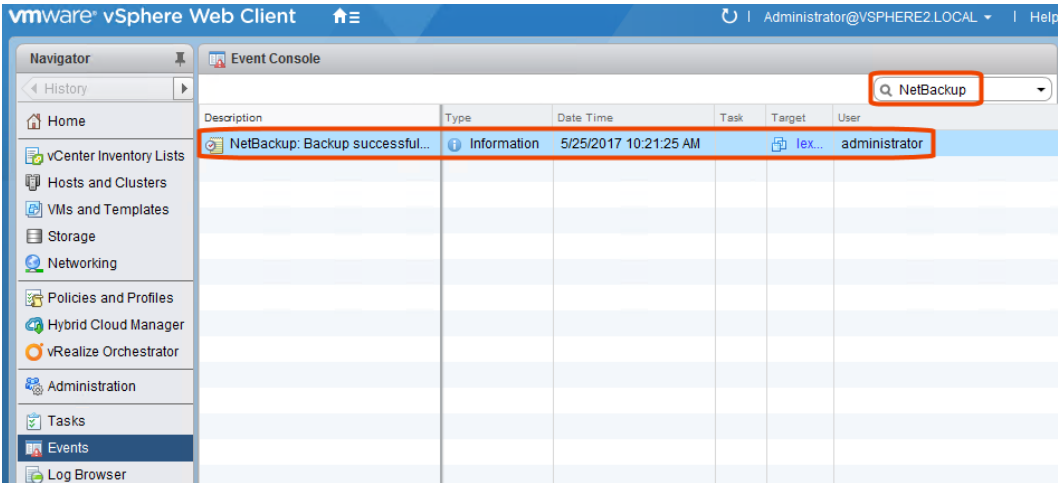 vmware® vSphere Web Client Administrator@VSPHERE2.LOCAL Help
Navigator
History
Home
vCenter Inventory Lists
Hosts and Clusters
VMs and Templates
Storage
Networking
Policies and Profiles
Hybrid Cloud Manager
vRealize Orchestrator
Administration
Tasks
Events
Log Browser
Event Console
NetBackup
Description Type Date Time Task Target User
NetBackup: Backup successful... Information 5/25/2017 10:21:25 AM lex... administrator